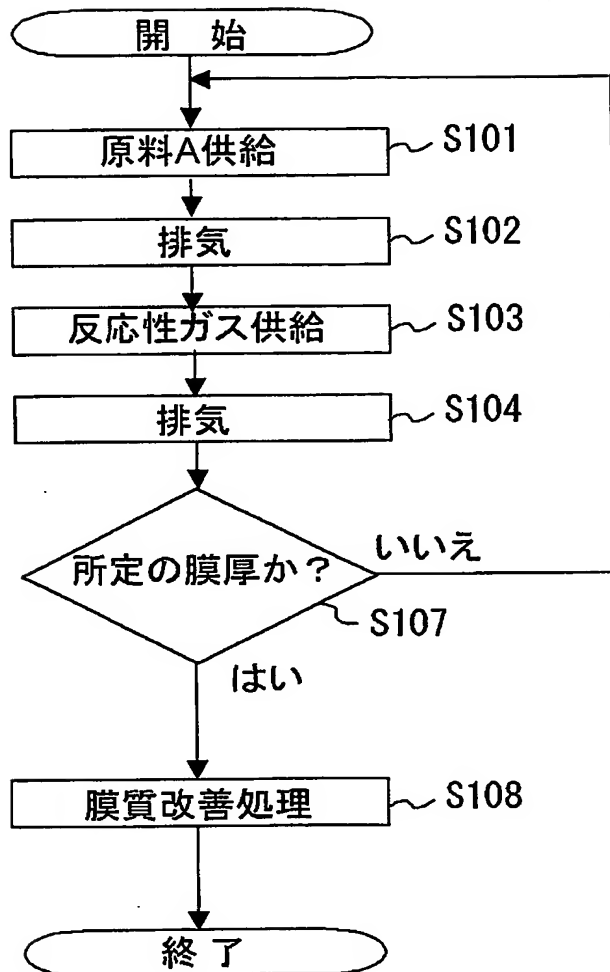 開 始
原料A供給 S101
排気 S102
反応性ガス供給 S103
排気 S104
所定の膜厚か?
いいえ
S107
はい
膜質改善処理 S108
終了